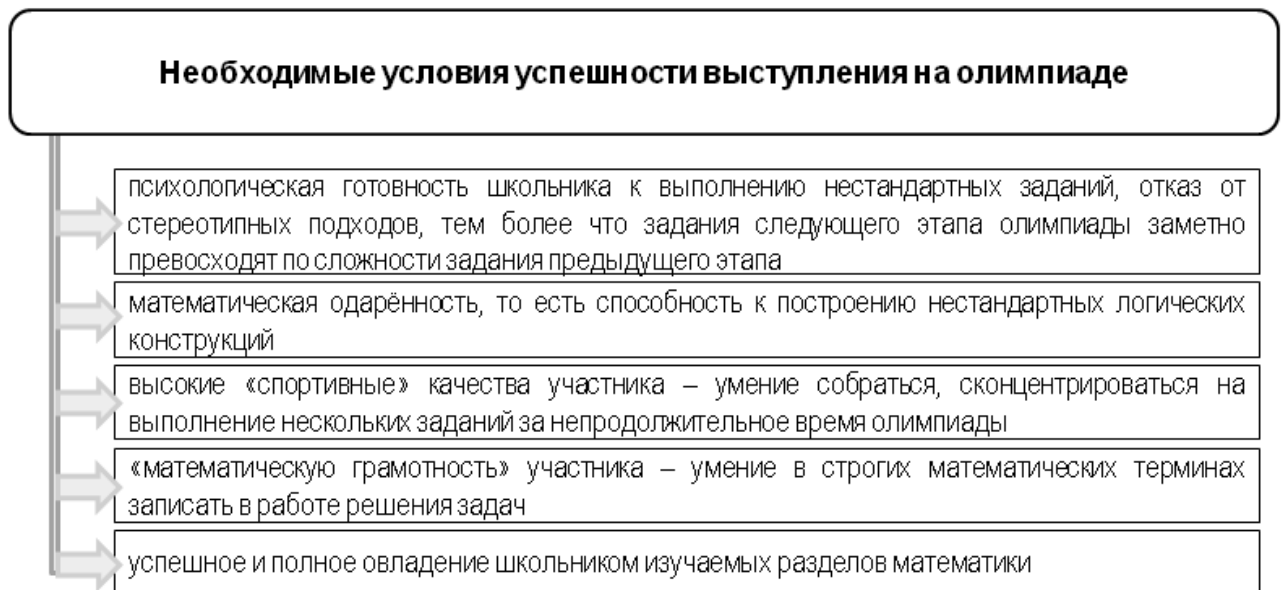 Необходимые условия успешности выступления на олимпиаде
психологическая готовность школьника к выполнению нестандартных заданий, отказ от
стереотипных подходов, тем более что задания следующего этапа олимпиады заметно
превосходят по сложности задания предыдущего этапа
математическая одарённость, то есть способность к построению нестандартных логических
конструкций
высокие «спортивные» качества участника – умение собраться, сконцентрироваться на
выполнение нескольких заданий за непродолжительное время олимпиады
«математическую грамотность» участника – умение в строгих математических терминах
записать в работе решения задач
успешное и полное овладение школьником изучаемых разделов математики